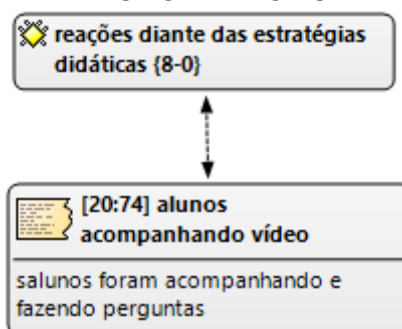 reações diante das estratégias
didáticas {8-0}
[20:74] alunos
acompanhando vídeo
salunos foram acompanhando e
fazendo perguntas